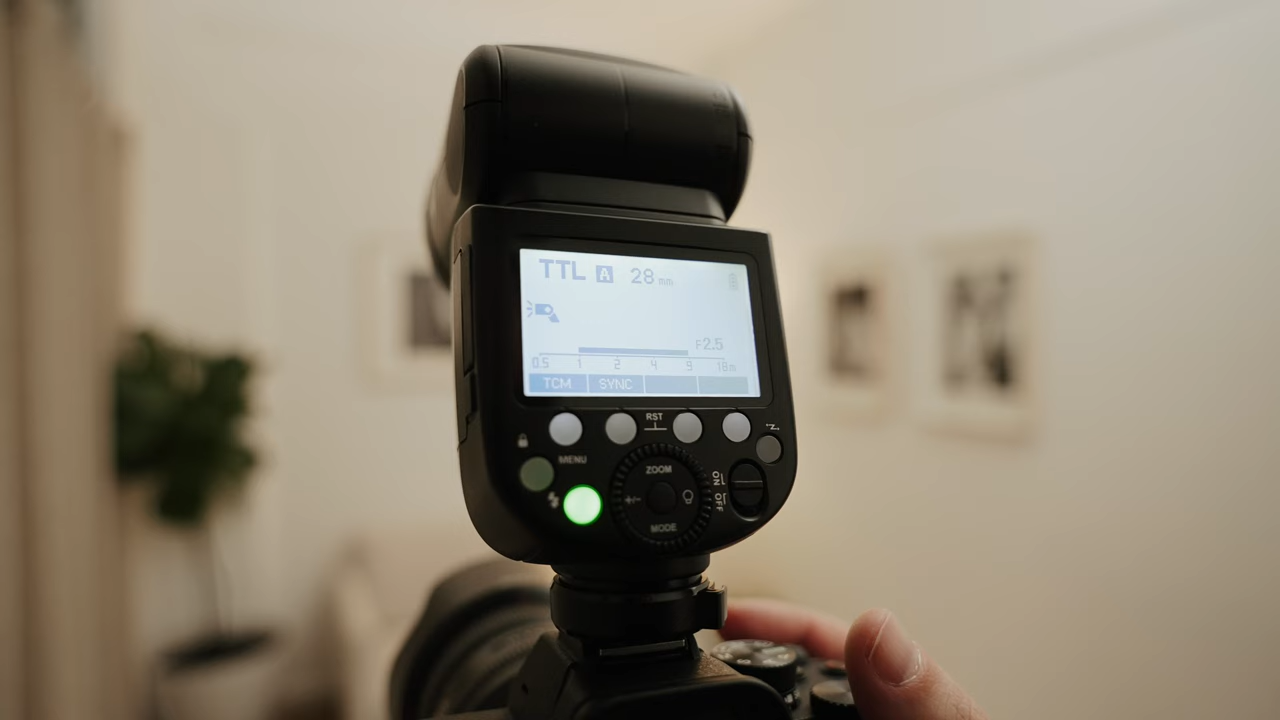 TTL A 28 mm
F2.5
0.5 1 2 4 9 18m
TCM SYNC
RST
MENU
ZOOM
MODE
ON
OFF